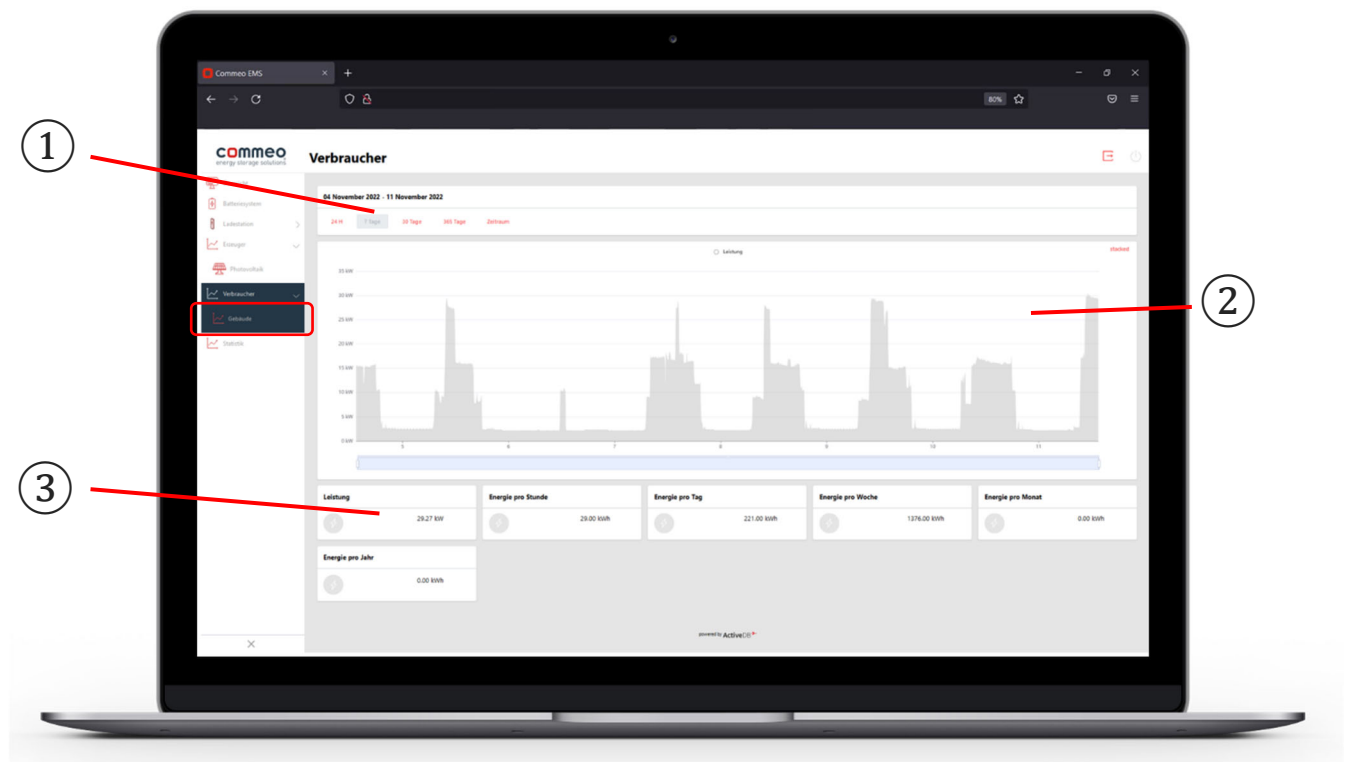 Commeo EMS
80%
1
commeo
energy storage solutions
Verbraucher
04 November 2022 - 11 November 2022
Batteriesystem
Ladestation
24 H
7 Tage
30 Tage
365 Tage
Zeitraum
Erzeuger
Leistung
stacked
Photovoltaik
35 kW
Verbraucher
30 kW
2
Gebäude
25 kW
Statistik
20 kW
15 kW
10 kW
5 kW
0 kW
5
6
7
8
9
10
11
3
Leistung
Energie pro Stunde
Energie pro Tag
Energie pro Woche
Energie pro Monat
29.27 kW
29.00 kWh
221.00 kWh
1376.00 kWh
0.00 kWh
Energie pro Jahr
0.00 kWh
powered by ActiveDB